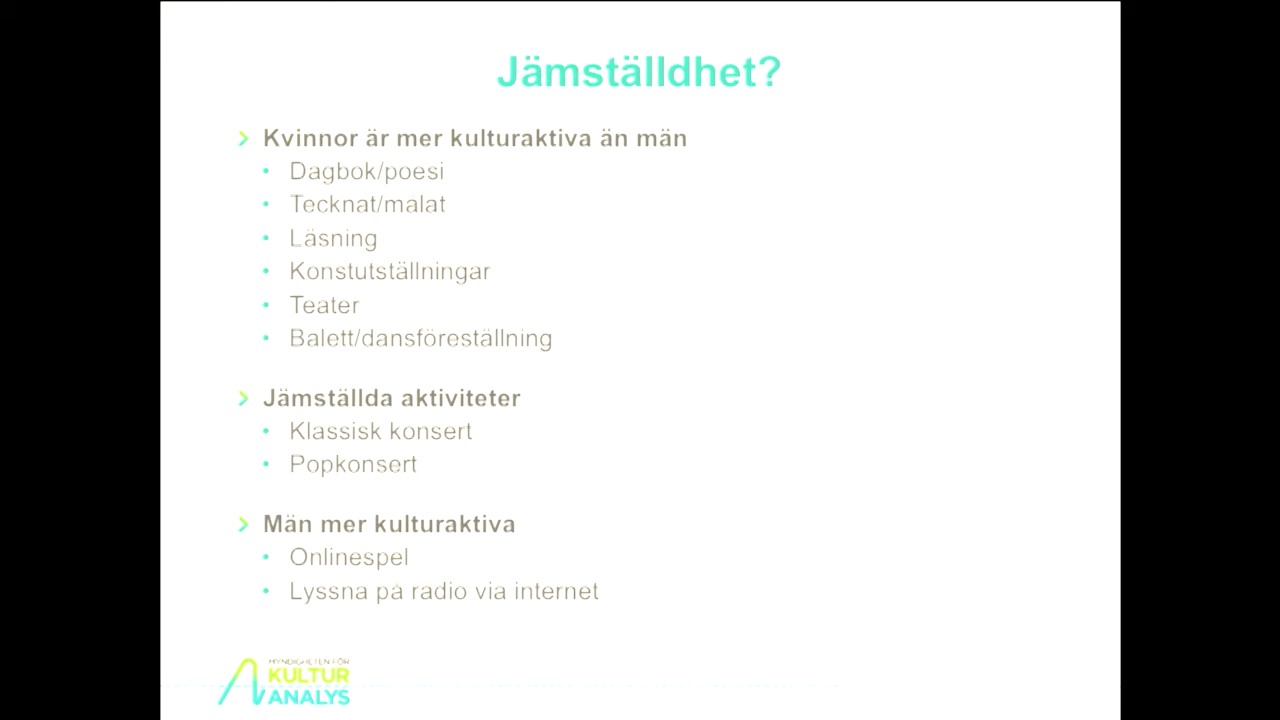 Jämställdhet?
Kvinnor är mer kulturaktiva än män
Dagbok/poesi
Tecknat/malat
Läsning
Konstutställningar
Teater
Balett/dansföreställning
Jämställda aktiviteter
Klassisk konsert
Popkonsert
Män mer kulturaktiva
Onlinespel
Lyssna på radio via internet
MYNDIGHETEN FÖR
KULTUR
ANALYS